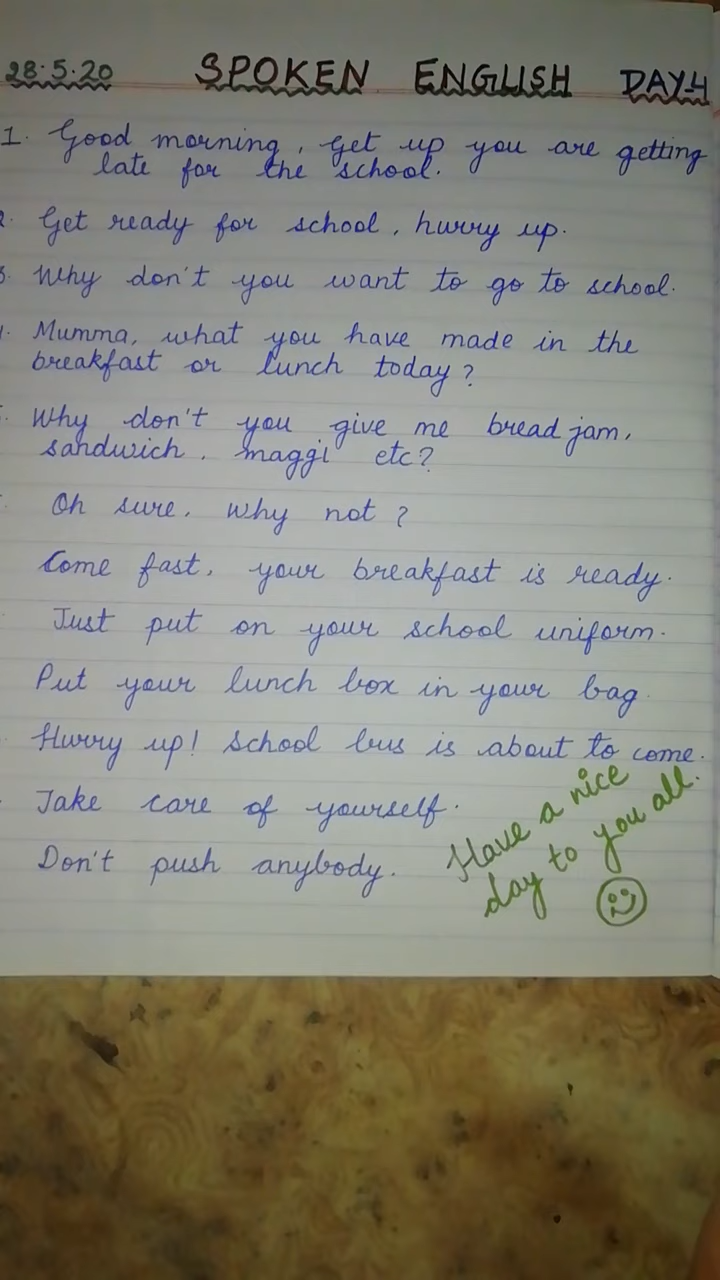 28.5.20 SPOKEN ENGLISH DAY-4
1. Good morning, get up you are getting
late for the school.
2. Get ready for school, hurry up.
3. Why don't you want to go to school.
4. Mumma, what you have made in the
breakfast or lunch today?
Why don't you give me bread jam,
sandwich, maggi etc?
Oh sure, why not?
Come fast, your breakfast is ready.
Just put on your school uniform.
Put your lunch box in your bag.
Hurry up! School bus is about to come.
Take care of yourself.
Don't push anybody.
Have a nice
day to you all.